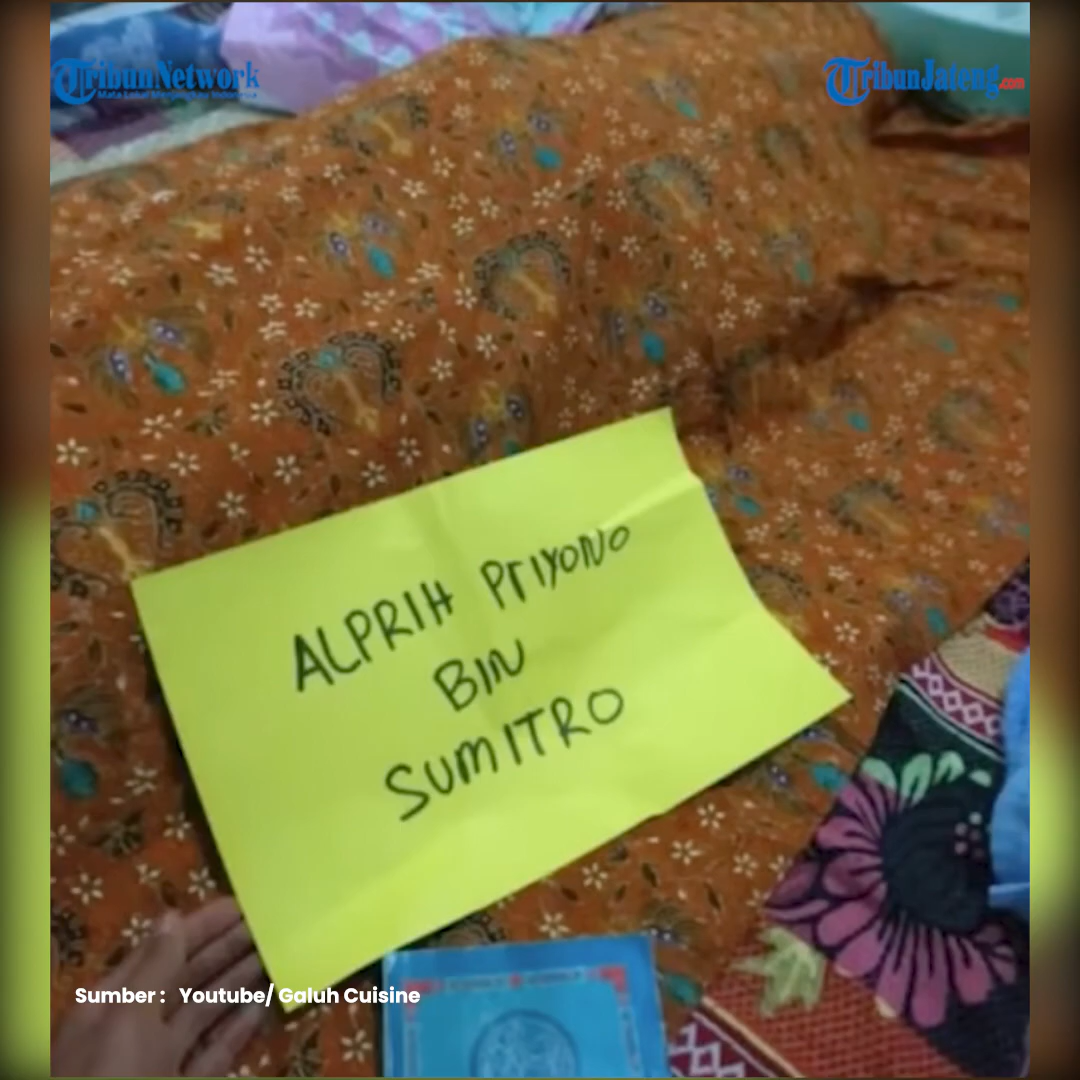 TribunNetwork
TribunJateng.com
ALPRIH PriYONO
BIN
SUMITRO
Sumber : Youtube/ Galuh Cuisine